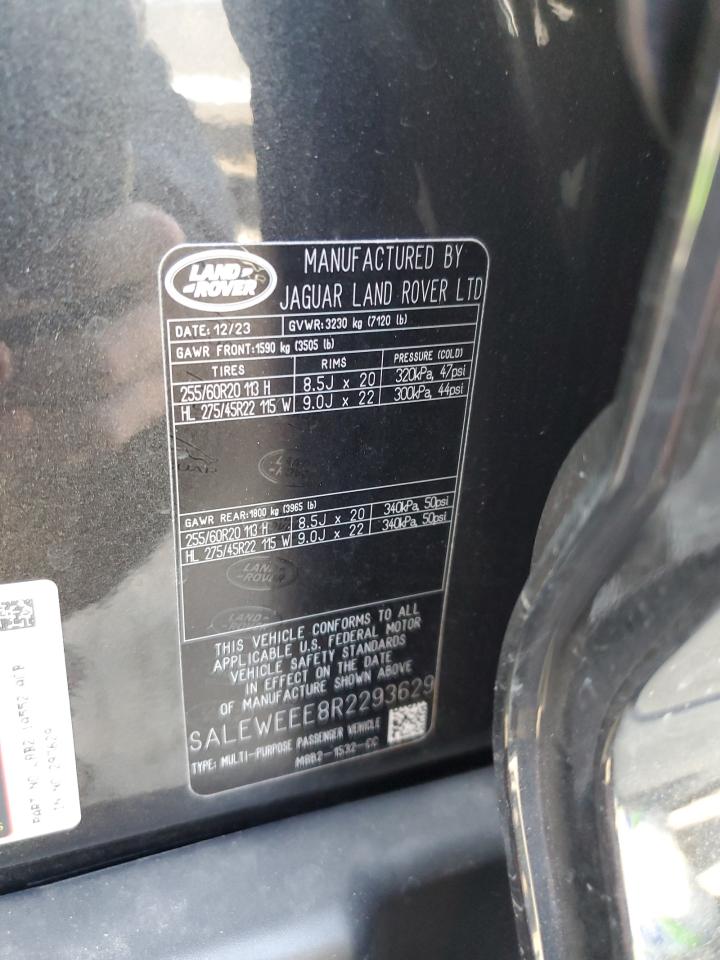 LAND ROVER
MANUFACTURED BY
JAGUAR LAND ROVER LTD
DATE: 12/23 GVWR: 3230 kg (7120 lb)
GAWR FRONT: 1590 kg (3505 lb)
TIRES RIMS PRESSURE (COLD)
255/60R20 113 H 8.5J x 20 320kPa, 47psi
HL 275/45R22 115 W 9.0J x 22 300kPa, 44psi
GAWR REAR: 1800 kg (3965 lb)
255/60R20 113 H 8.5J x 20 340kPa, 50psi
HL 275/45R22 115 W 9.0J x 22 340kPa, 50psi
LAND ROVER
THIS VEHICLE CONFORMS TO ALL
APPLICABLE U.S. FEDERAL MOTOR
VEHICLE SAFETY STANDARDS
IN EFFECT ON THE DATE
OF MANUFACTURE SHOWN ABOVE
SALEWEEE8R2293629
TYPE: MULTI-PURPOSE PASSENGER VEHICLE
M8B2-1532-CC
PART NO